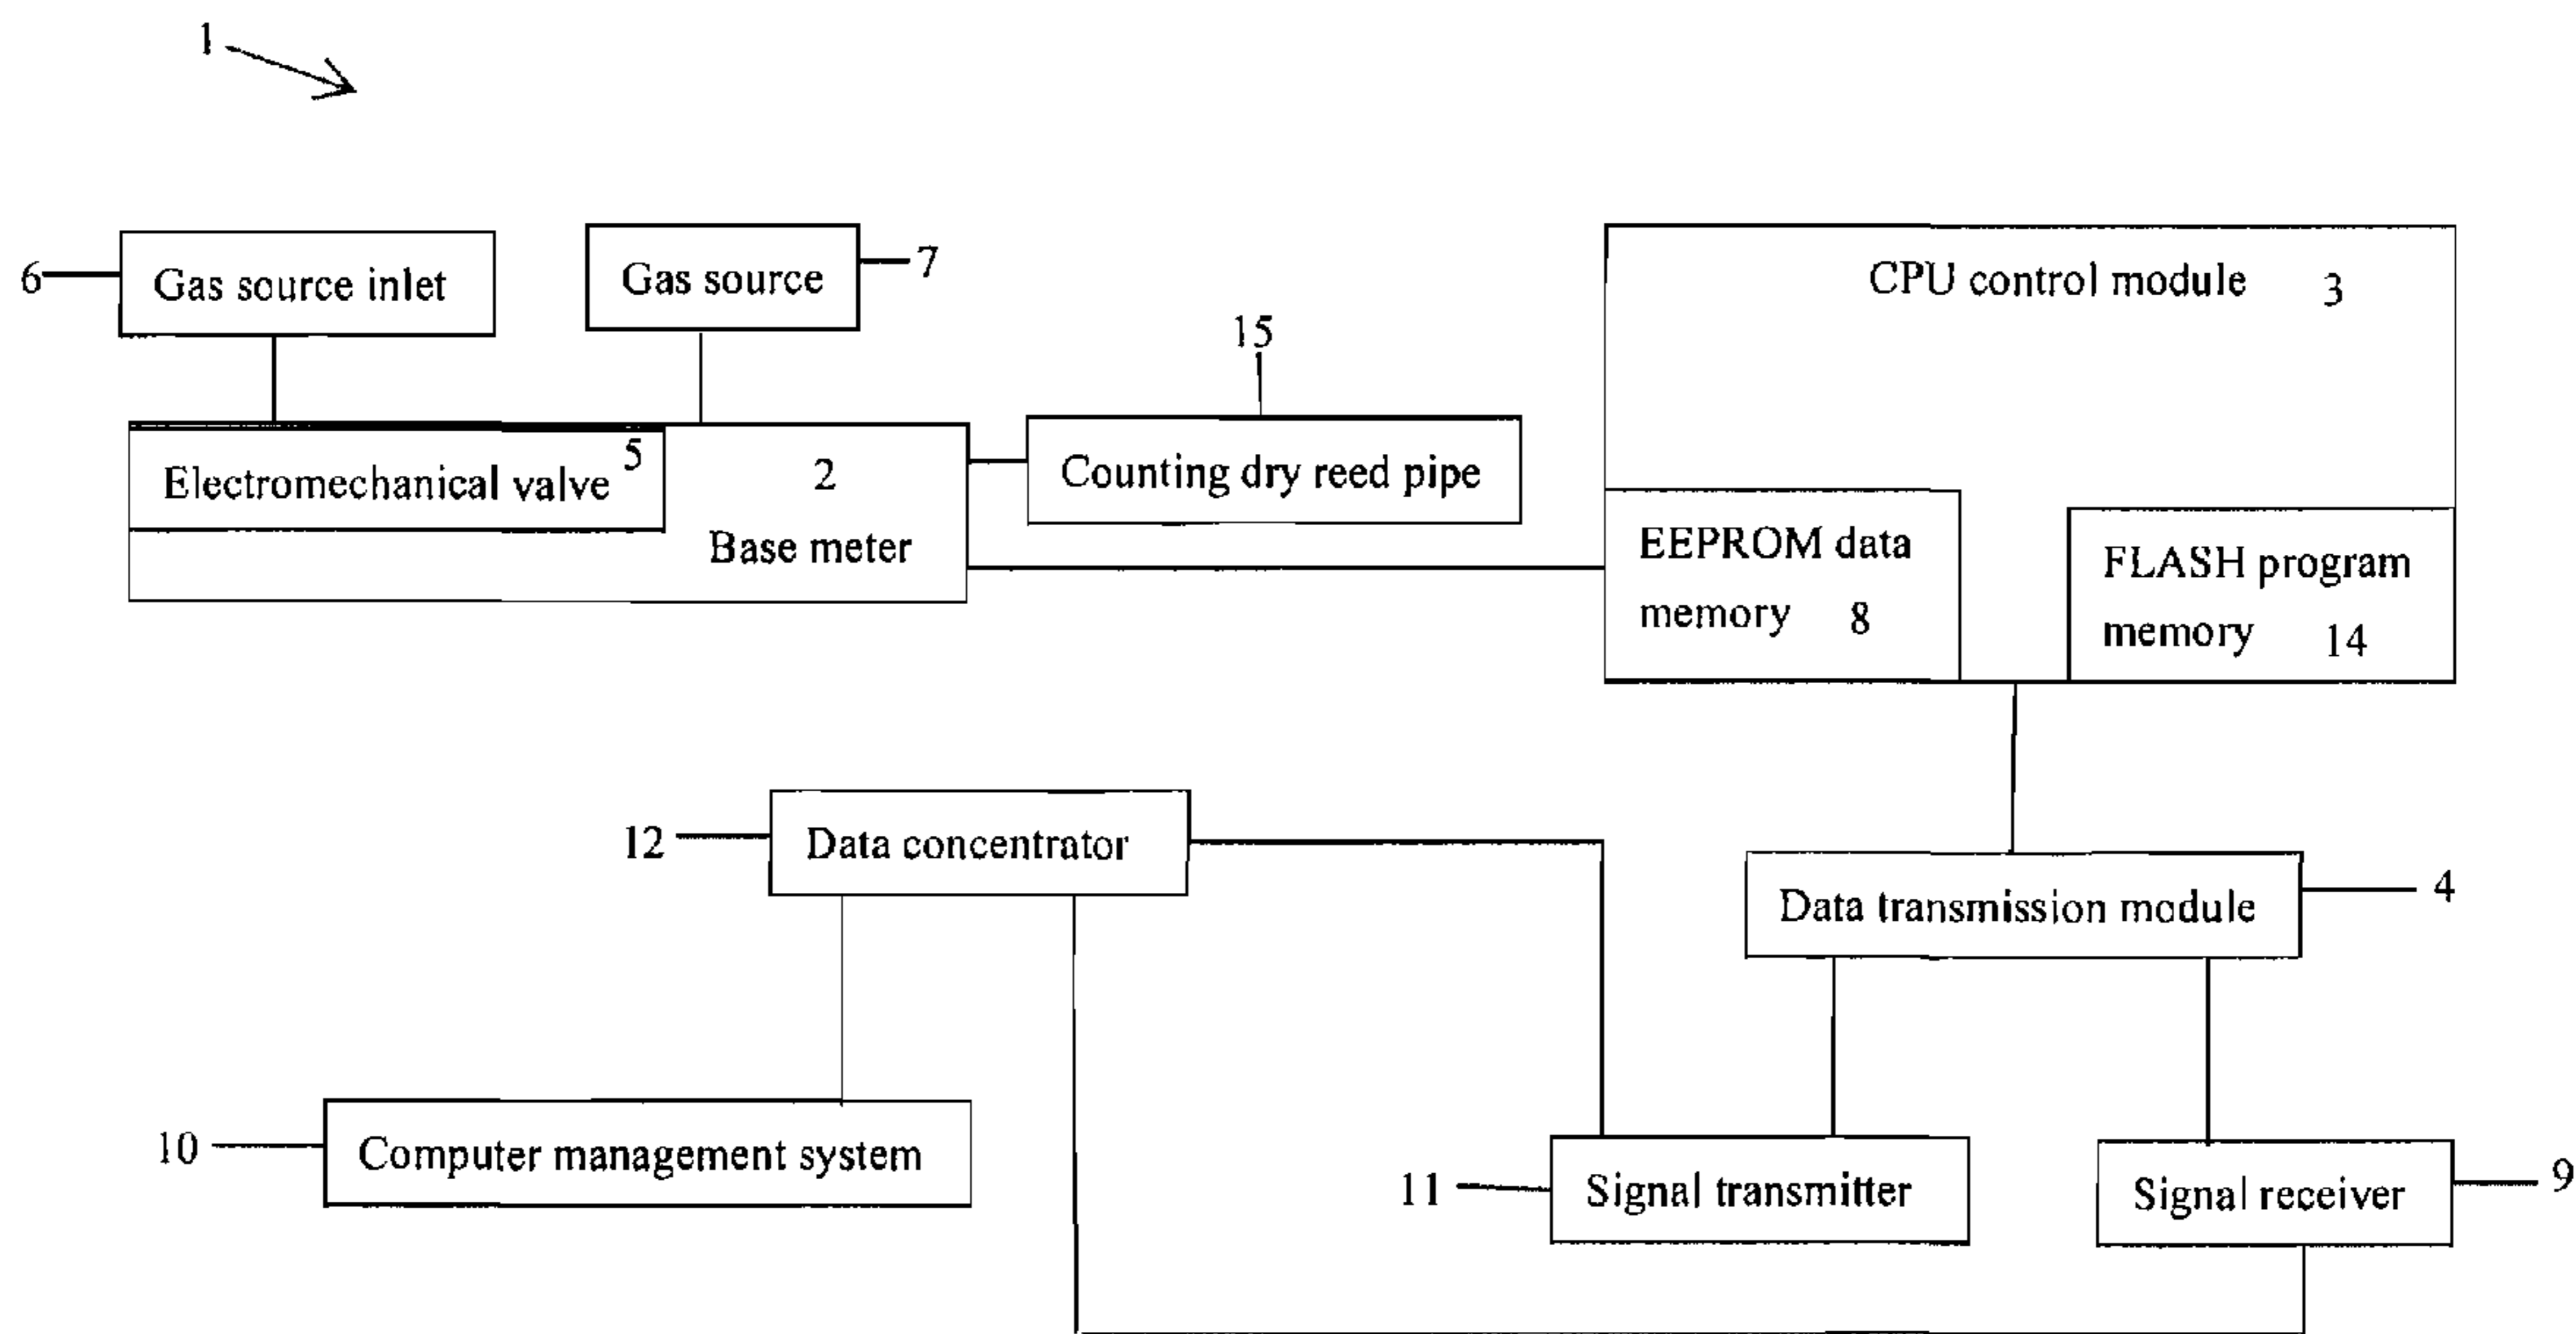 1
6
Gas source inlet
Gas source
7
CPU control module 3
15
Electromechanical valve 5
2
Base meter
Counting dry reed pipe
EEPROM data
memory 8
FLASH program
memory 14
12
Data concentrator
Data transmission module
4
10
Computer management system
11
Signal transmitter
Signal receiver
9